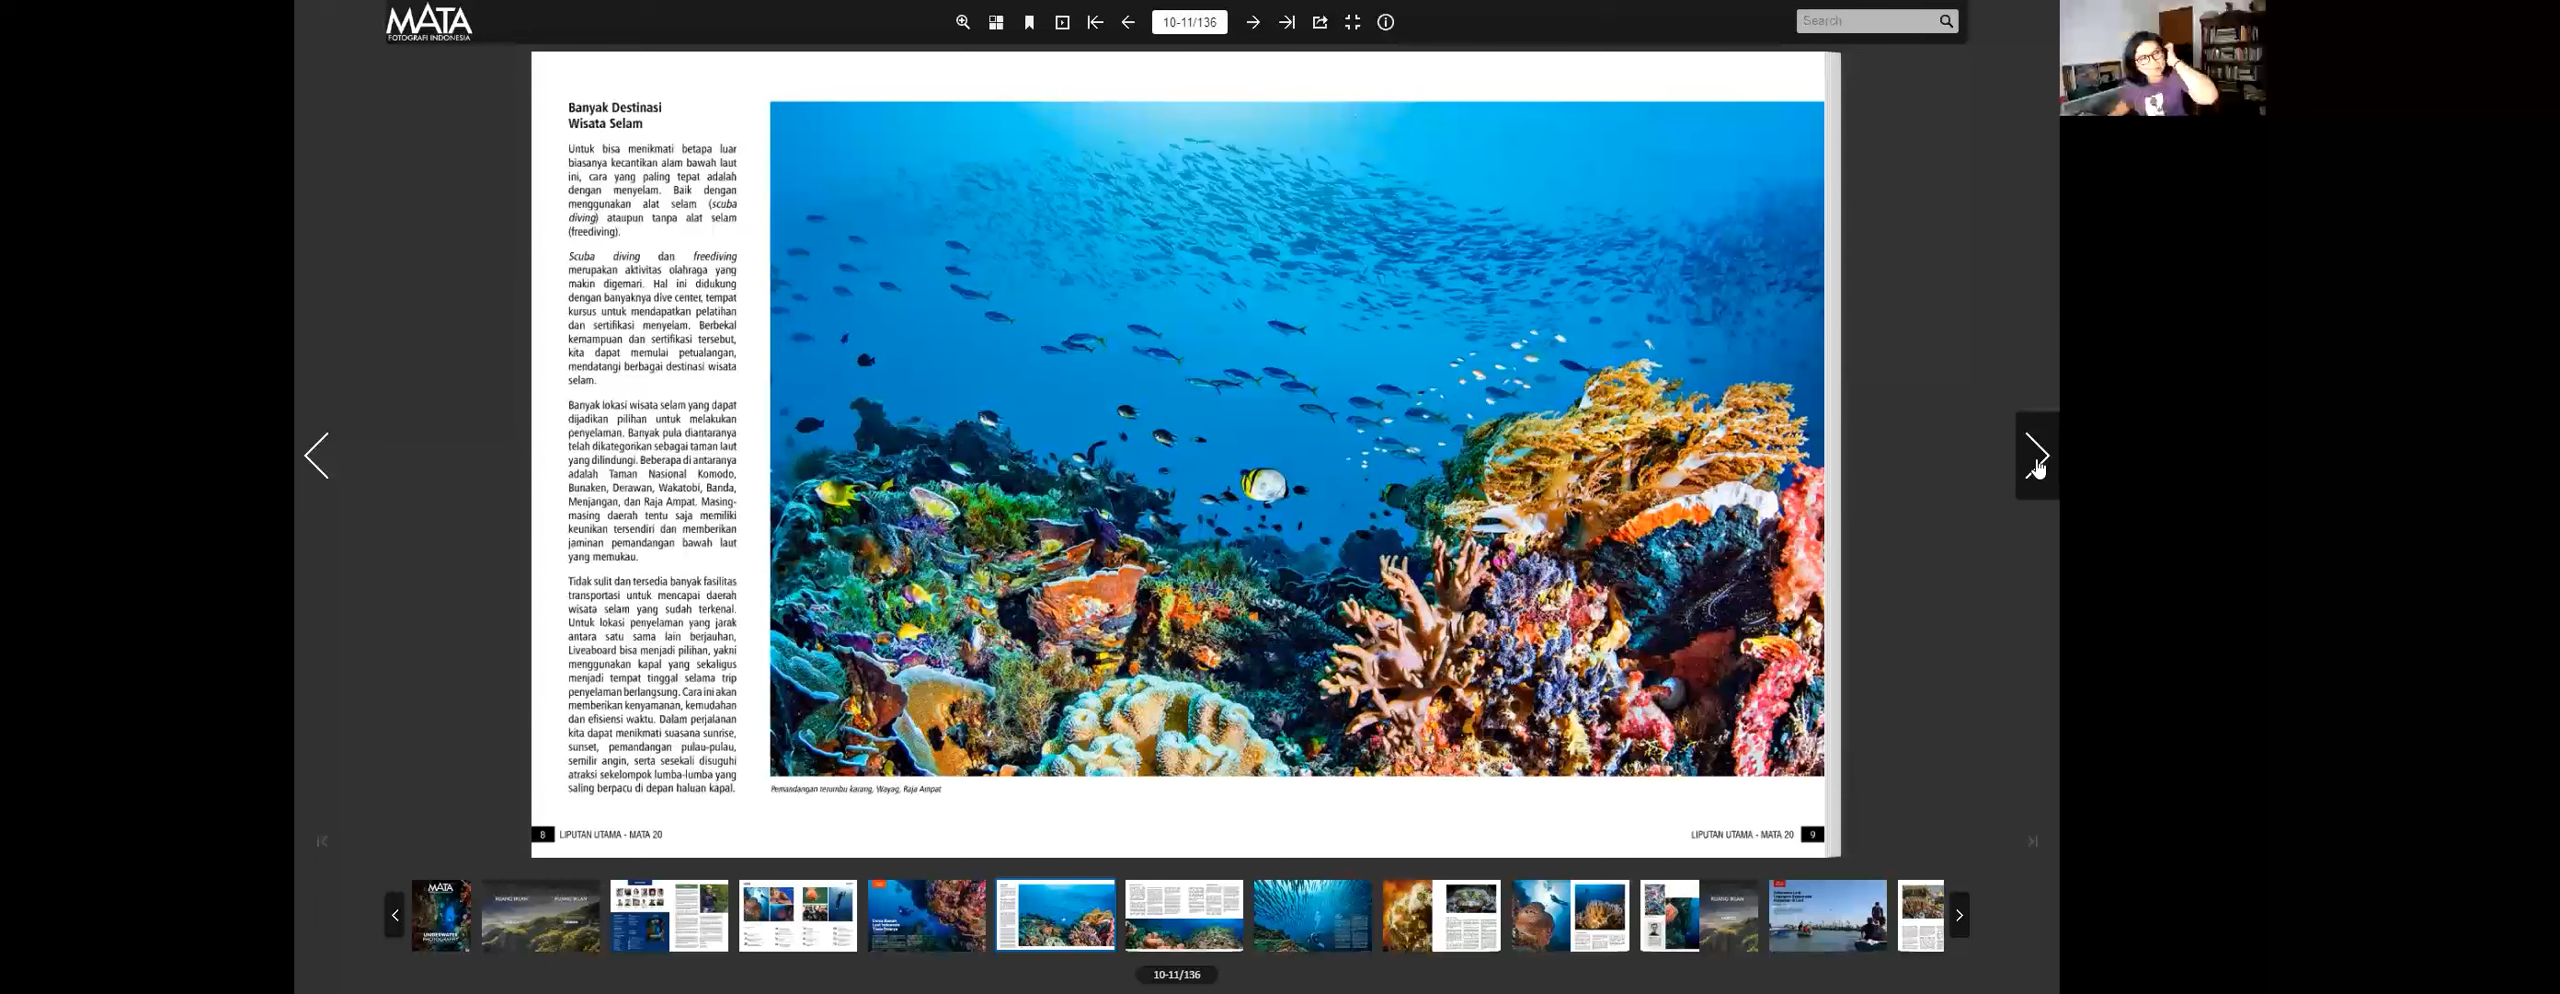 MATA
FOTOGRAFI INDONESIA
10-11/136
Search
Banyak Destinasi
Wisata Selam
Untuk bisa menikmati betapa luar
biasanya kecantikan alam bawah laut
ini, cara yang paling tepat adalah
dengan menyelam. Baik dengan
menggunakan alat selam (scuba
diving) ataupun tanpa alat selam
(freediving).
Scuba diving dan freediving
merupakan aktivitas olahraga yang
makin digemari. Hal ini didukung
dengan banyaknya dive center, tempat
kursus untuk mendapatkan pelatihan
dan sertifikasi menyelam. Berbekal
kemampuan dan sertifikasi tersebut,
kita dapat memulai petualangan,
mendatangi berbagai destinasi wisata
selam.
Banyak lokasi wisata selam yang dapat
dijadikan pilihan untuk melakukan
penyelaman. Banyak pula diantaranya
telah dikategorikan sebagai taman laut
yang dilindungi. Beberapa di antaranya
adalah Taman Nasional Komodo,
Bunaken, Derawan, Wakatobi, Banda,
Menjangan, dan Raja Ampat. Masing-
masing daerah tentu saja memiliki
keunikan tersendiri dan memberikan
jaminan pemandangan bawah laut
yang memukau.
Tidak sulit dan tersedia banyak fasilitas
transportasi untuk mencapai daerah
wisata selam yang sudah terkenal.
Untuk lokasi penyelaman yang jarak
antara satu sama lain berjauhan,
Liveaboard bisa menjadi pilihan, yakni
menggunakan kapal yang sekaligus
menjadi tempat tinggal selama trip
penyelaman berlangsung. Cara ini akan
memberikan kenyamanan, kemudahan
dan efisiensi waktu. Dalam perjalanan
kita dapat menikmati suasana sunrise,
sunset, pemandangan pulau-pulau,
semilir angin, serta sesekali disuguhi
atraksi sekelompok lumba-lumba yang
saling berpacu di depan haluan kapal.
Pemandangan terumbu karang, Wayag, Raja Ampat
8 LIPUTAN UTAMA - MATA 20
LIPUTAN UTAMA - MATA 20 9
MATA
UNDERWATER
PHOTOGRAPHY
RUANG IKLAN
RUANG IKLAN
RUANG IKLAN
10-11/136